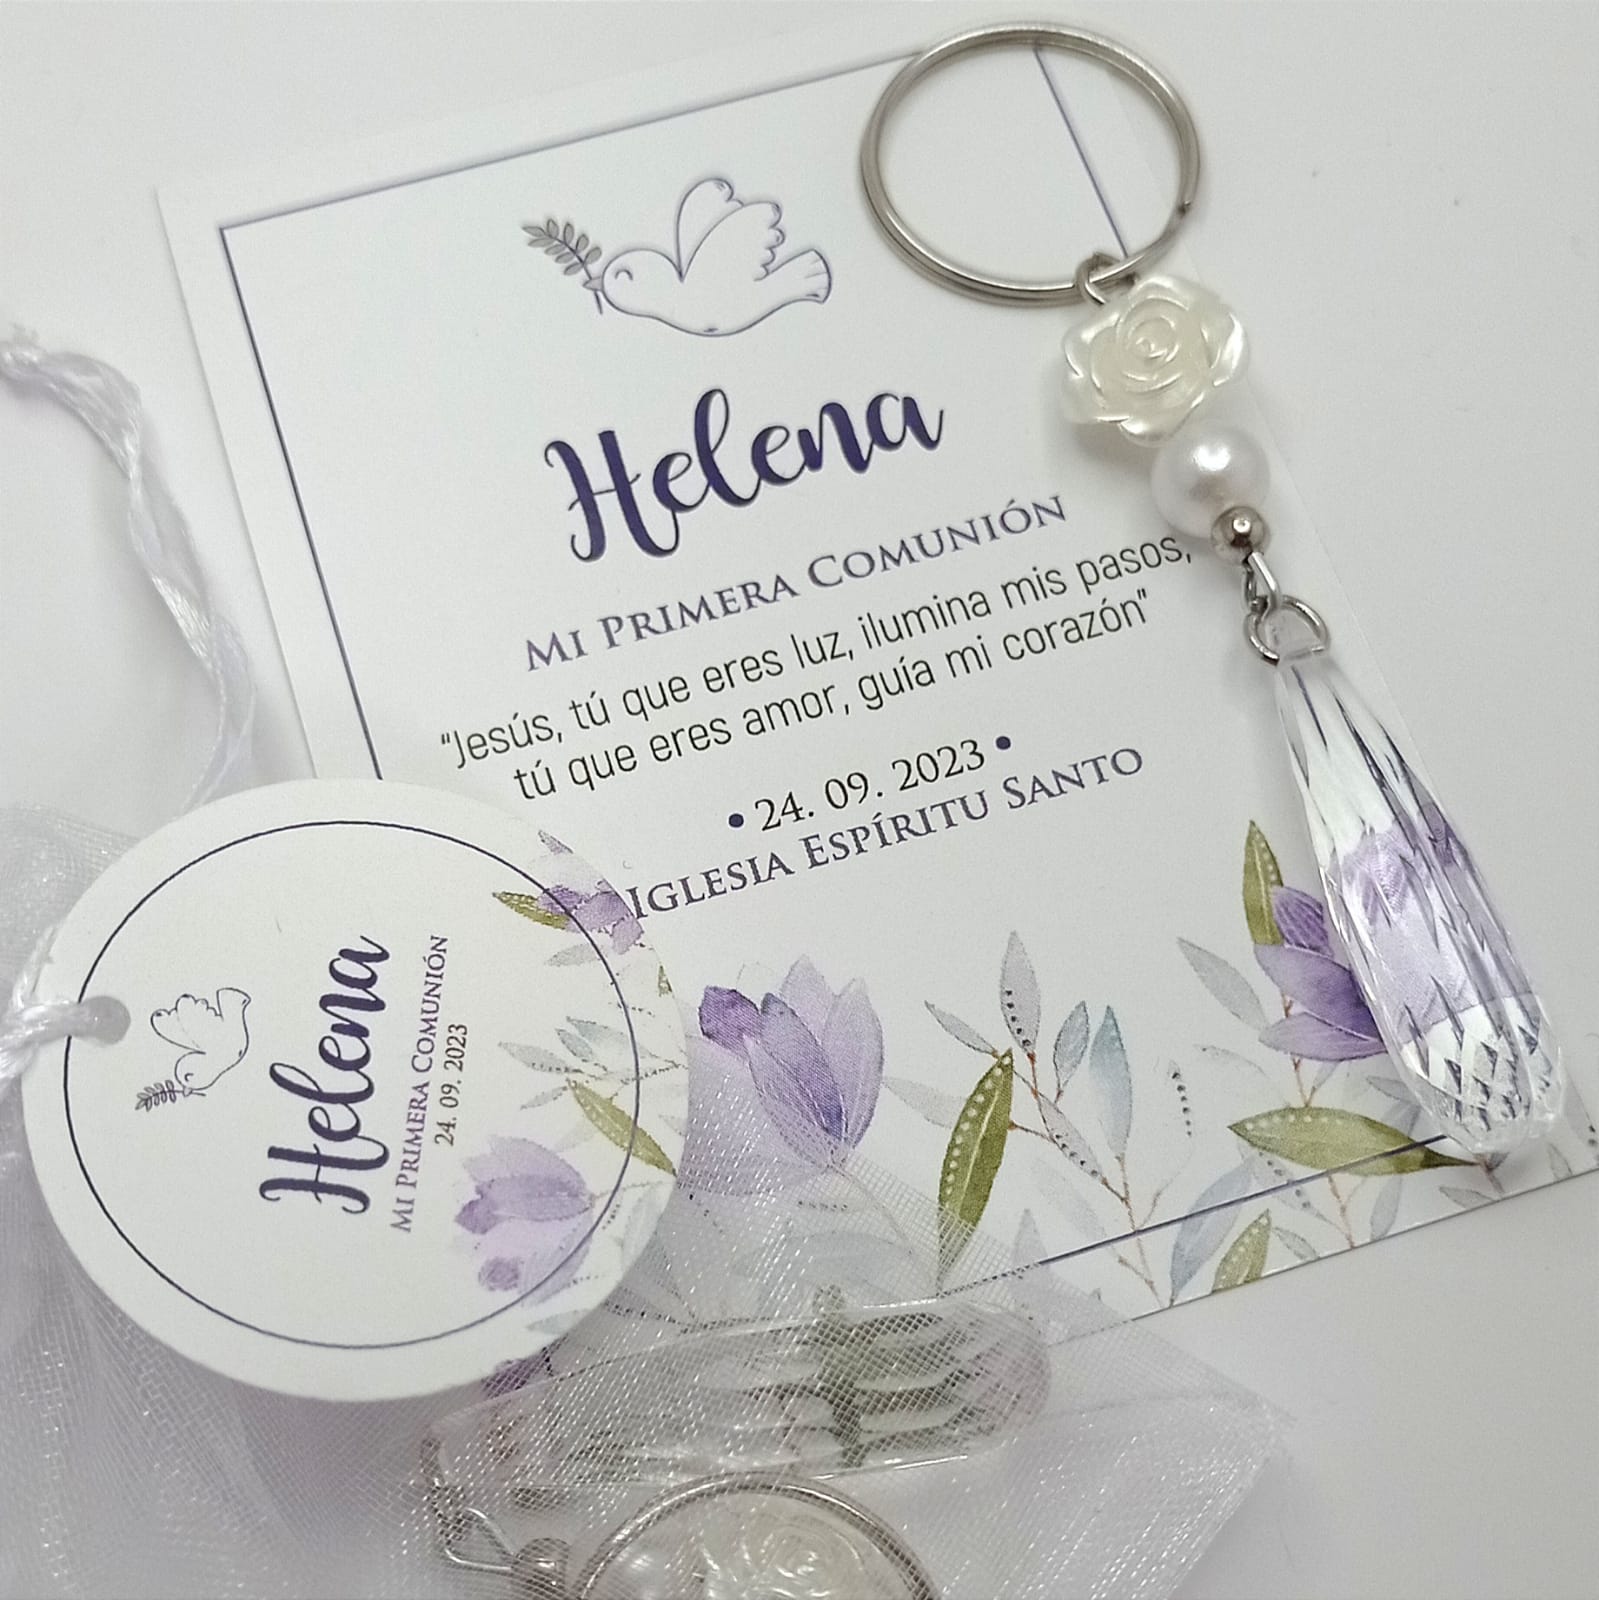 Helena
Mi Primera Comunión
"Jesús, tú que eres luz, ilumina mis pasos,
tú que eres amor, guía mi corazón"
• 24. 09. 2023 •
Iglesia Espíritu Santo
Helena
Mi Primera Comunión
24. 09. 2023